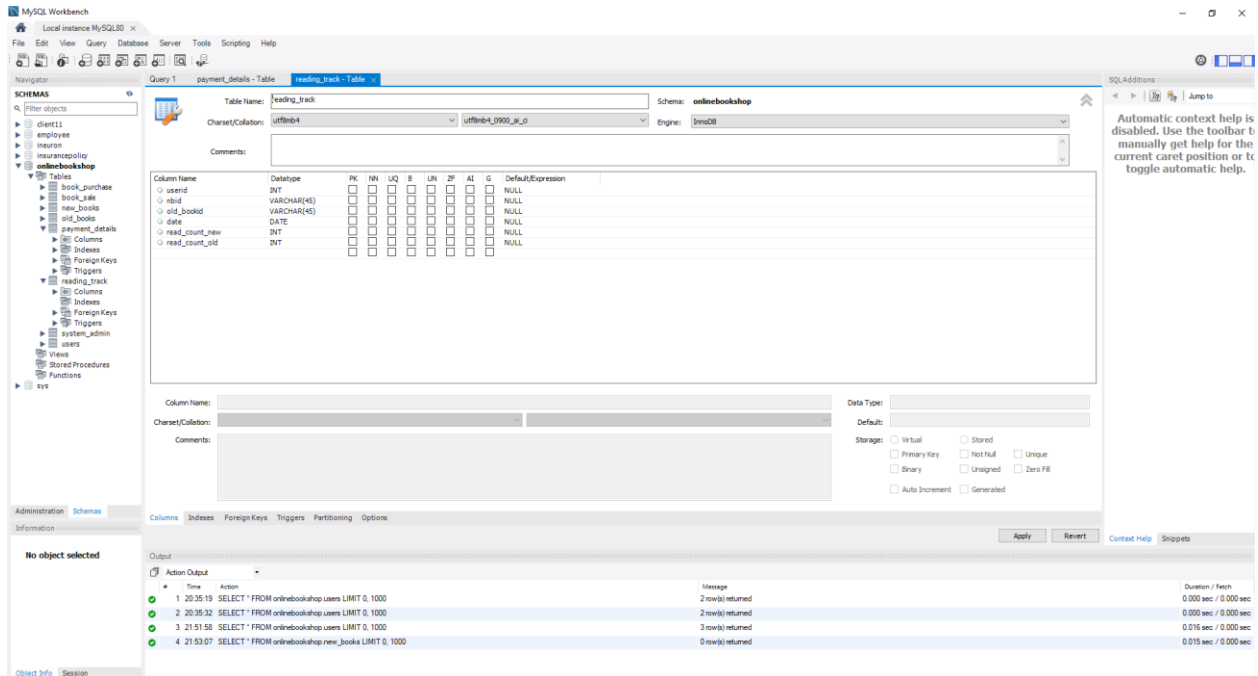 MySQL Workbench
Local instance MySQL80 ×
File Edit View Query Database Server Tools Scripting Help
Navigator
SCHEMAS
Filter objects
client11
employee
ineuron
insurancepolicy
onlinebookshop
Tables
book_purchase
book_sale
new_books
old_books
payment_details
Columns
Indexes
Foreign Keys
Triggers
reading_track
Columns
Indexes
Foreign Keys
Triggers
system_admin
users
Views
Stored Procedures
Functions
sys
Administration Schemas
Information
No object selected
Object Info Session
Query 1 payment_details - Table reading_track - Table ×
Table Name: reading_track Schema: onlinebookshop
Charset/Collation: utf8mb4 utf8mb4_0900_ai_ci Engine: InnoDB
Comments:
Column Name Datatype PK NN UQ B UN ZF AI G Default/Expression
userid INT NULL
nbid VARCHAR(45) NULL
old_bookid VARCHAR(45) NULL
date DATE NULL
read_count_new INT NULL
read_count_old INT NULL
Column Name: Data Type:
Charset/Collation: Default:
Comments: Storage: Virtual Stored
Primary Key Not Null Unique
Binary Unsigned Zero Fill
Auto Increment Generated
Columns Indexes Foreign Keys Triggers Partitioning Options
Apply Revert
Output
Action Output
# Time Action Message Duration / Fetch
1 20:35:19 SELECT * FROM onlinebookshop.users LIMIT 0, 1000 2 row(s) returned 0.000 sec / 0.000 sec
2 20:35:32 SELECT * FROM onlinebookshop.users LIMIT 0, 1000 2 row(s) returned 0.000 sec / 0.000 sec
3 21:51:58 SELECT * FROM onlinebookshop.users LIMIT 0, 1000 3 row(s) returned 0.016 sec / 0.000 sec
4 21:53:07 SELECT * FROM onlinebookshop.new_books LIMIT 0, 1000 0 row(s) returned 0.015 sec / 0.000 sec
SQLAdditions
Jump to
Automatic context help is
disabled. Use the toolbar to
manually get help for the
current caret position or to
toggle automatic help.
Context Help Snippets